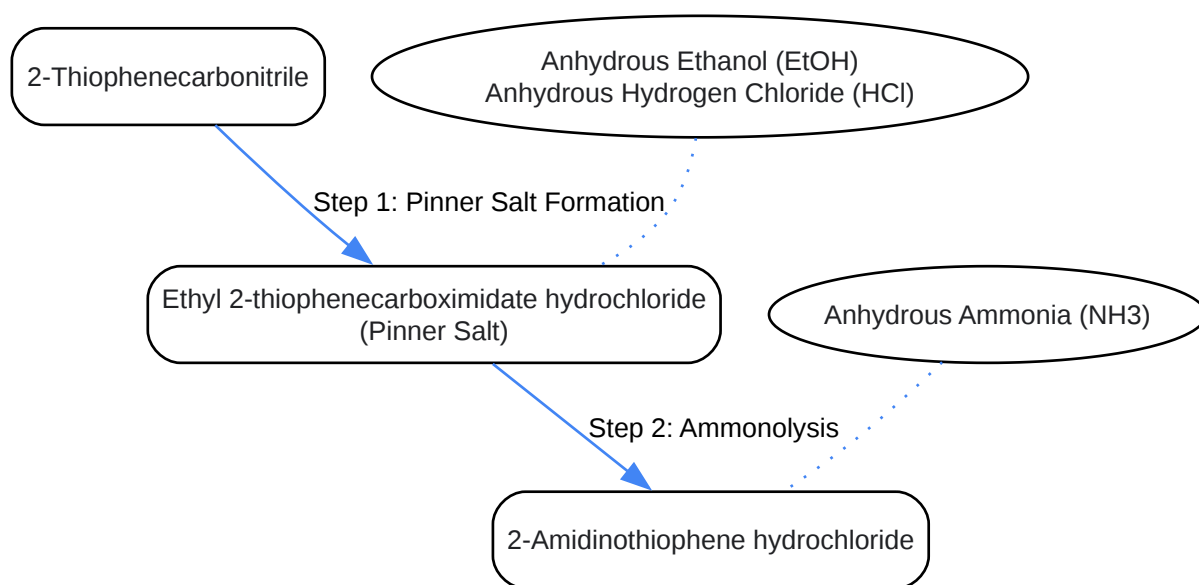 2-Thiophenecarbonitrile
Anhydrous Ethanol (EtOH)
Anhydrous Hydrogen Chloride (HCl)
Step 1: Pinner Salt Formation
Ethyl 2-thiophenecarboximidate hydrochloride
(Pinner Salt)
Anhydrous Ammonia (NH3)
Step 2: Ammonolysis
2-Amidinothiophene hydrochloride